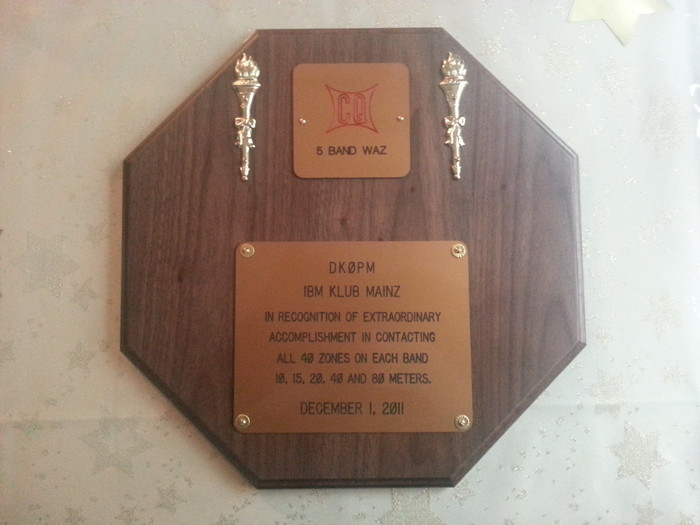 CQ
5 BAND WAZ
DKØPM
IBM KLUB MAINZ
IN RECOGNITION OF EXTRAORDINARY
ACCOMPLISHMENT IN CONTACTING
ALL 4Ø ZONES ON EACH BAND
1Ø, 15, 2Ø, 4Ø AND 8Ø METERS.
DECEMBER 1, 2Ø11